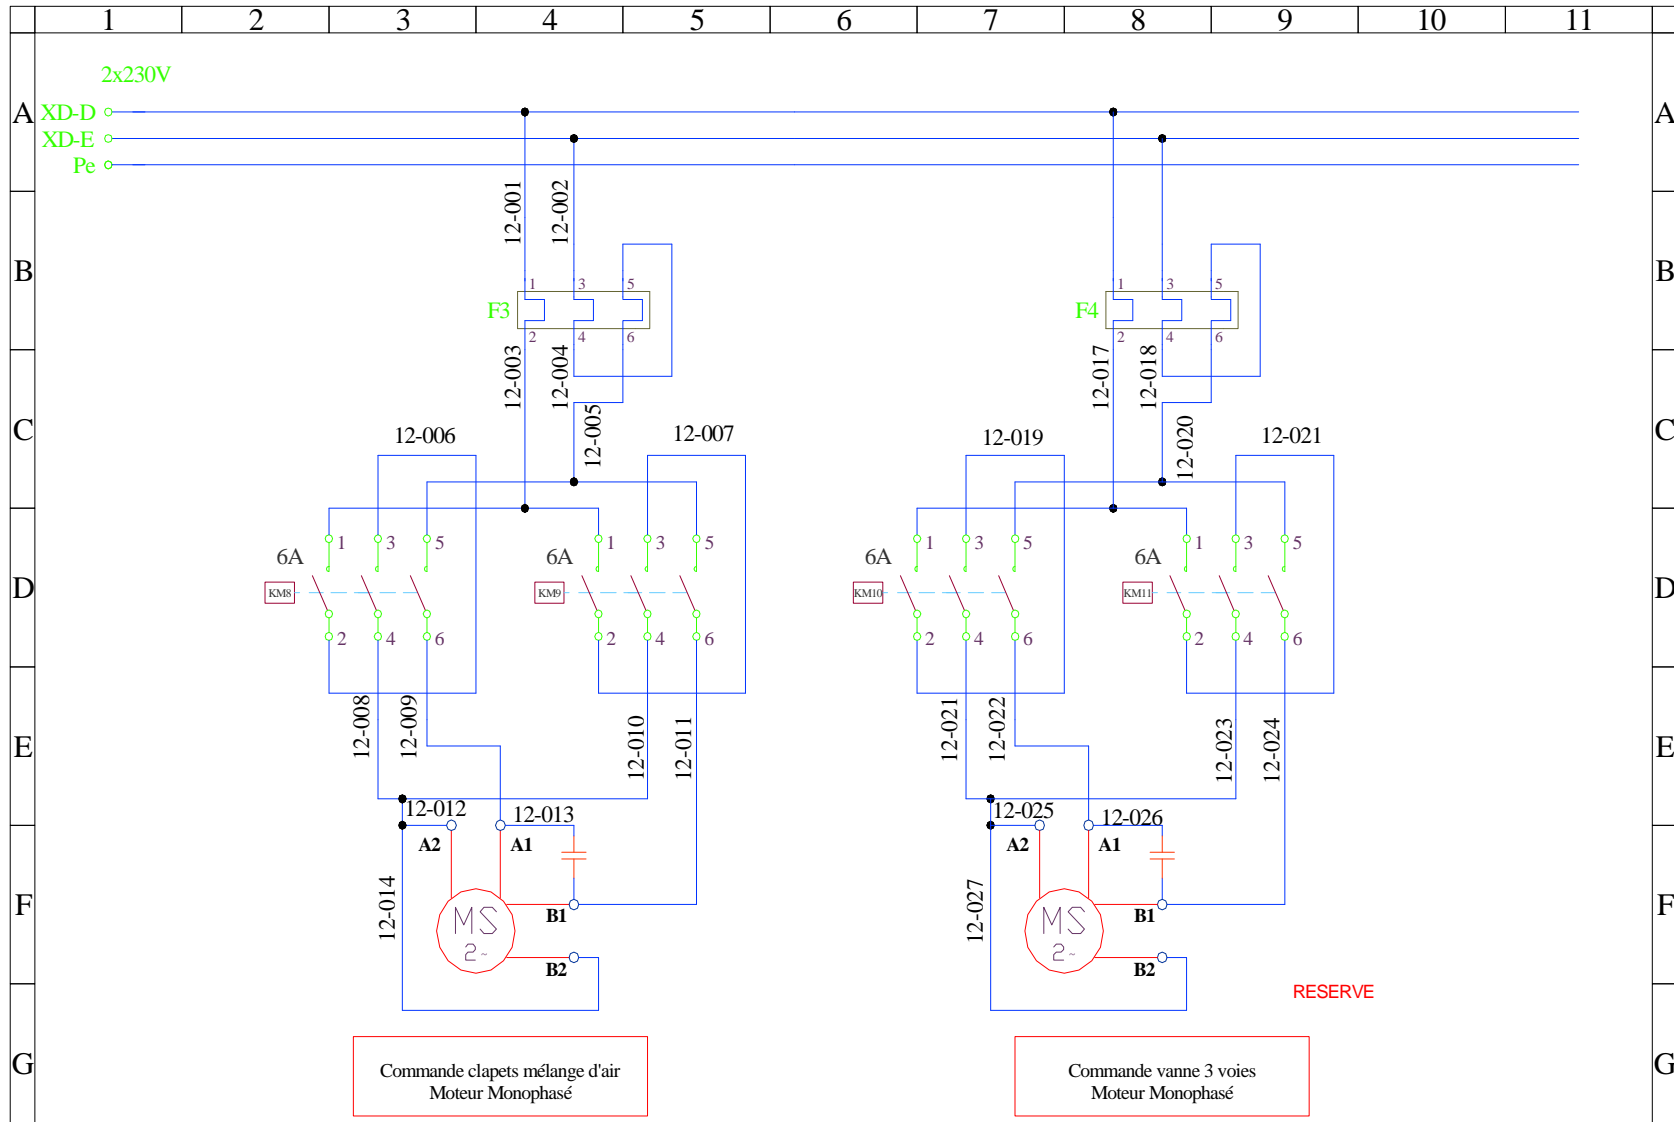 1 2 3 4 5 6 7 8 9 10 11
2x230V
A XD-D A
XD-E
Pe
12-001 12-002
B B
1 3 5 1 3 5
F3 F4
2 4 6 2 4 6
12-003 12-004 12-017 12-018
12-005 12-020
C C
12-006 12-007 12-019 12-021
1 3 5 1 3 5 1 3 5 1 3 5
6A 6A 6A 6A
D KM8 KM9 KM10 KM11 D
2 4 6 2 4 6 2 4 6 2 4 6
12-008 12-009 12-010 12-011 12-021 12-022 12-023 12-024
E E
12-012 12-013 12-025 12-026
A2 A1 A2 A1
12-014 12-027
F MS B1 MS B1 F
2~ 2~
B2 B2
RESERVE
G G
Commande clapets mélange d'air
Moteur Monophasé
Commande vanne 3 voies
Moteur Monophasé